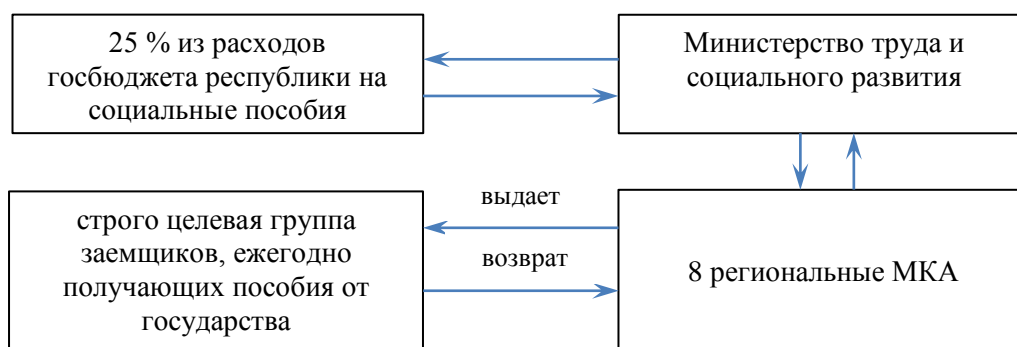 25 % из расходов
госбюджета республики на
социальные пособия
Министерство труда и
социального развития
строго целевая группа
заемщиков, ежегодно
получающих пособия от
государства
выдает
возврат
8 региональные МКА